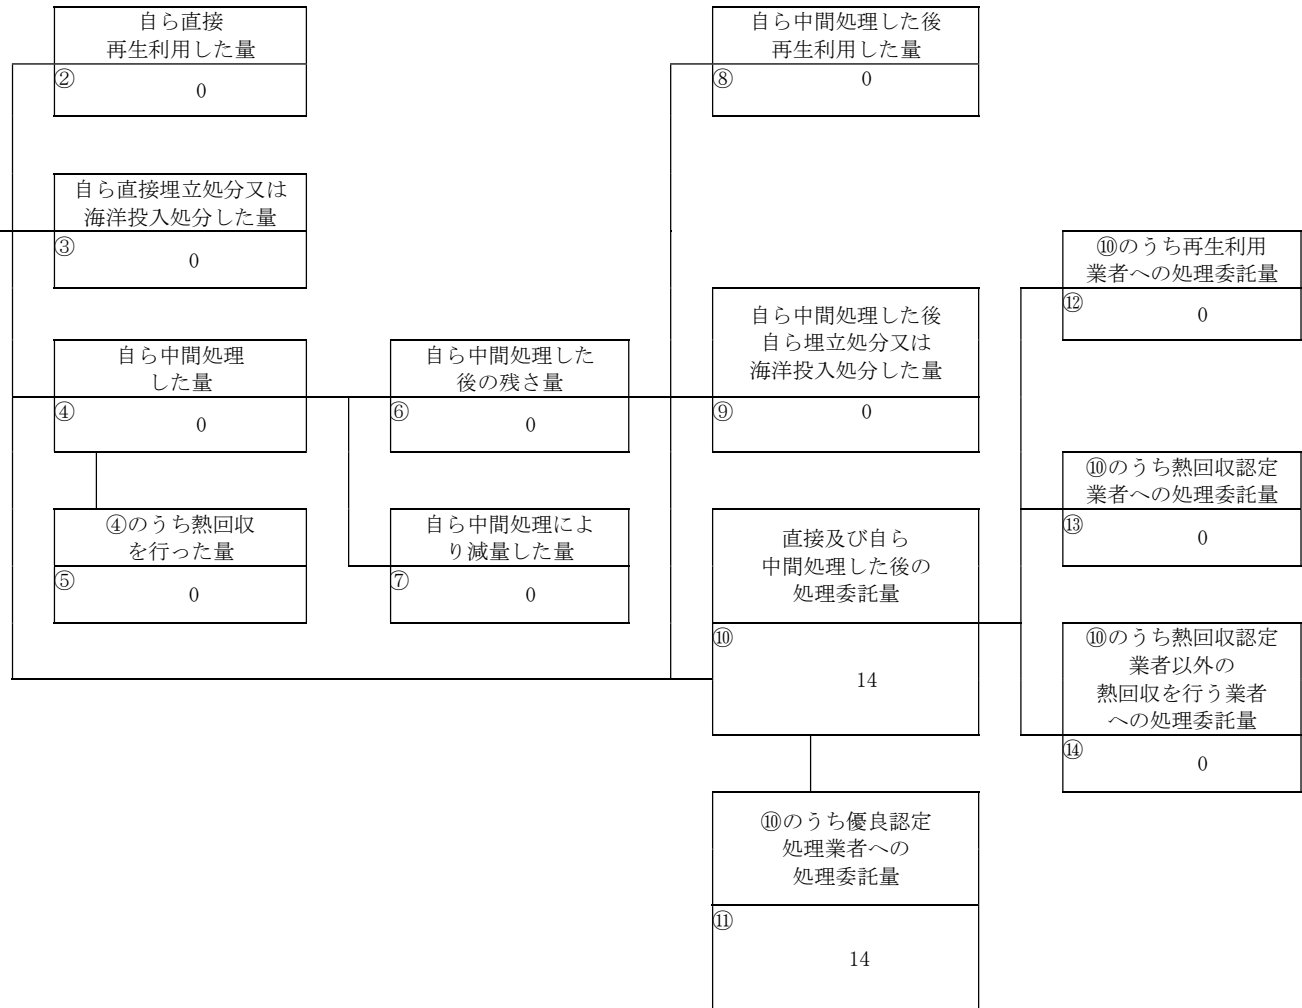 自ら直接
再生利用した量
②
0
自ら直接埋立処分又は
海洋投入処分した量
③
0
自ら中間処理
した量
④
0
④のうち熱回収
を行った量
⑤
0
自ら中間処理した
後の残さ量
⑥
0
自ら中間処理によ
り減量した量
⑦
0
自ら中間処理した後
再生利用した量
⑧
0
自ら中間処理した後
自ら埋立処分又は
海洋投入処分した量
⑨
0
直接及び自ら
中間処理した後の
処理委託量
⑩
14
⑩のうち優良認定
処理業者への
処理委託量
⑪
14
⑩のうち再生利用
業者への処理委託量
⑫
0
⑩のうち熱回収認定
業者への処理委託量
⑬
0
⑩のうち熱回収認定
業者以外の
熱回収を行う業者
への処理委託量
⑭
0